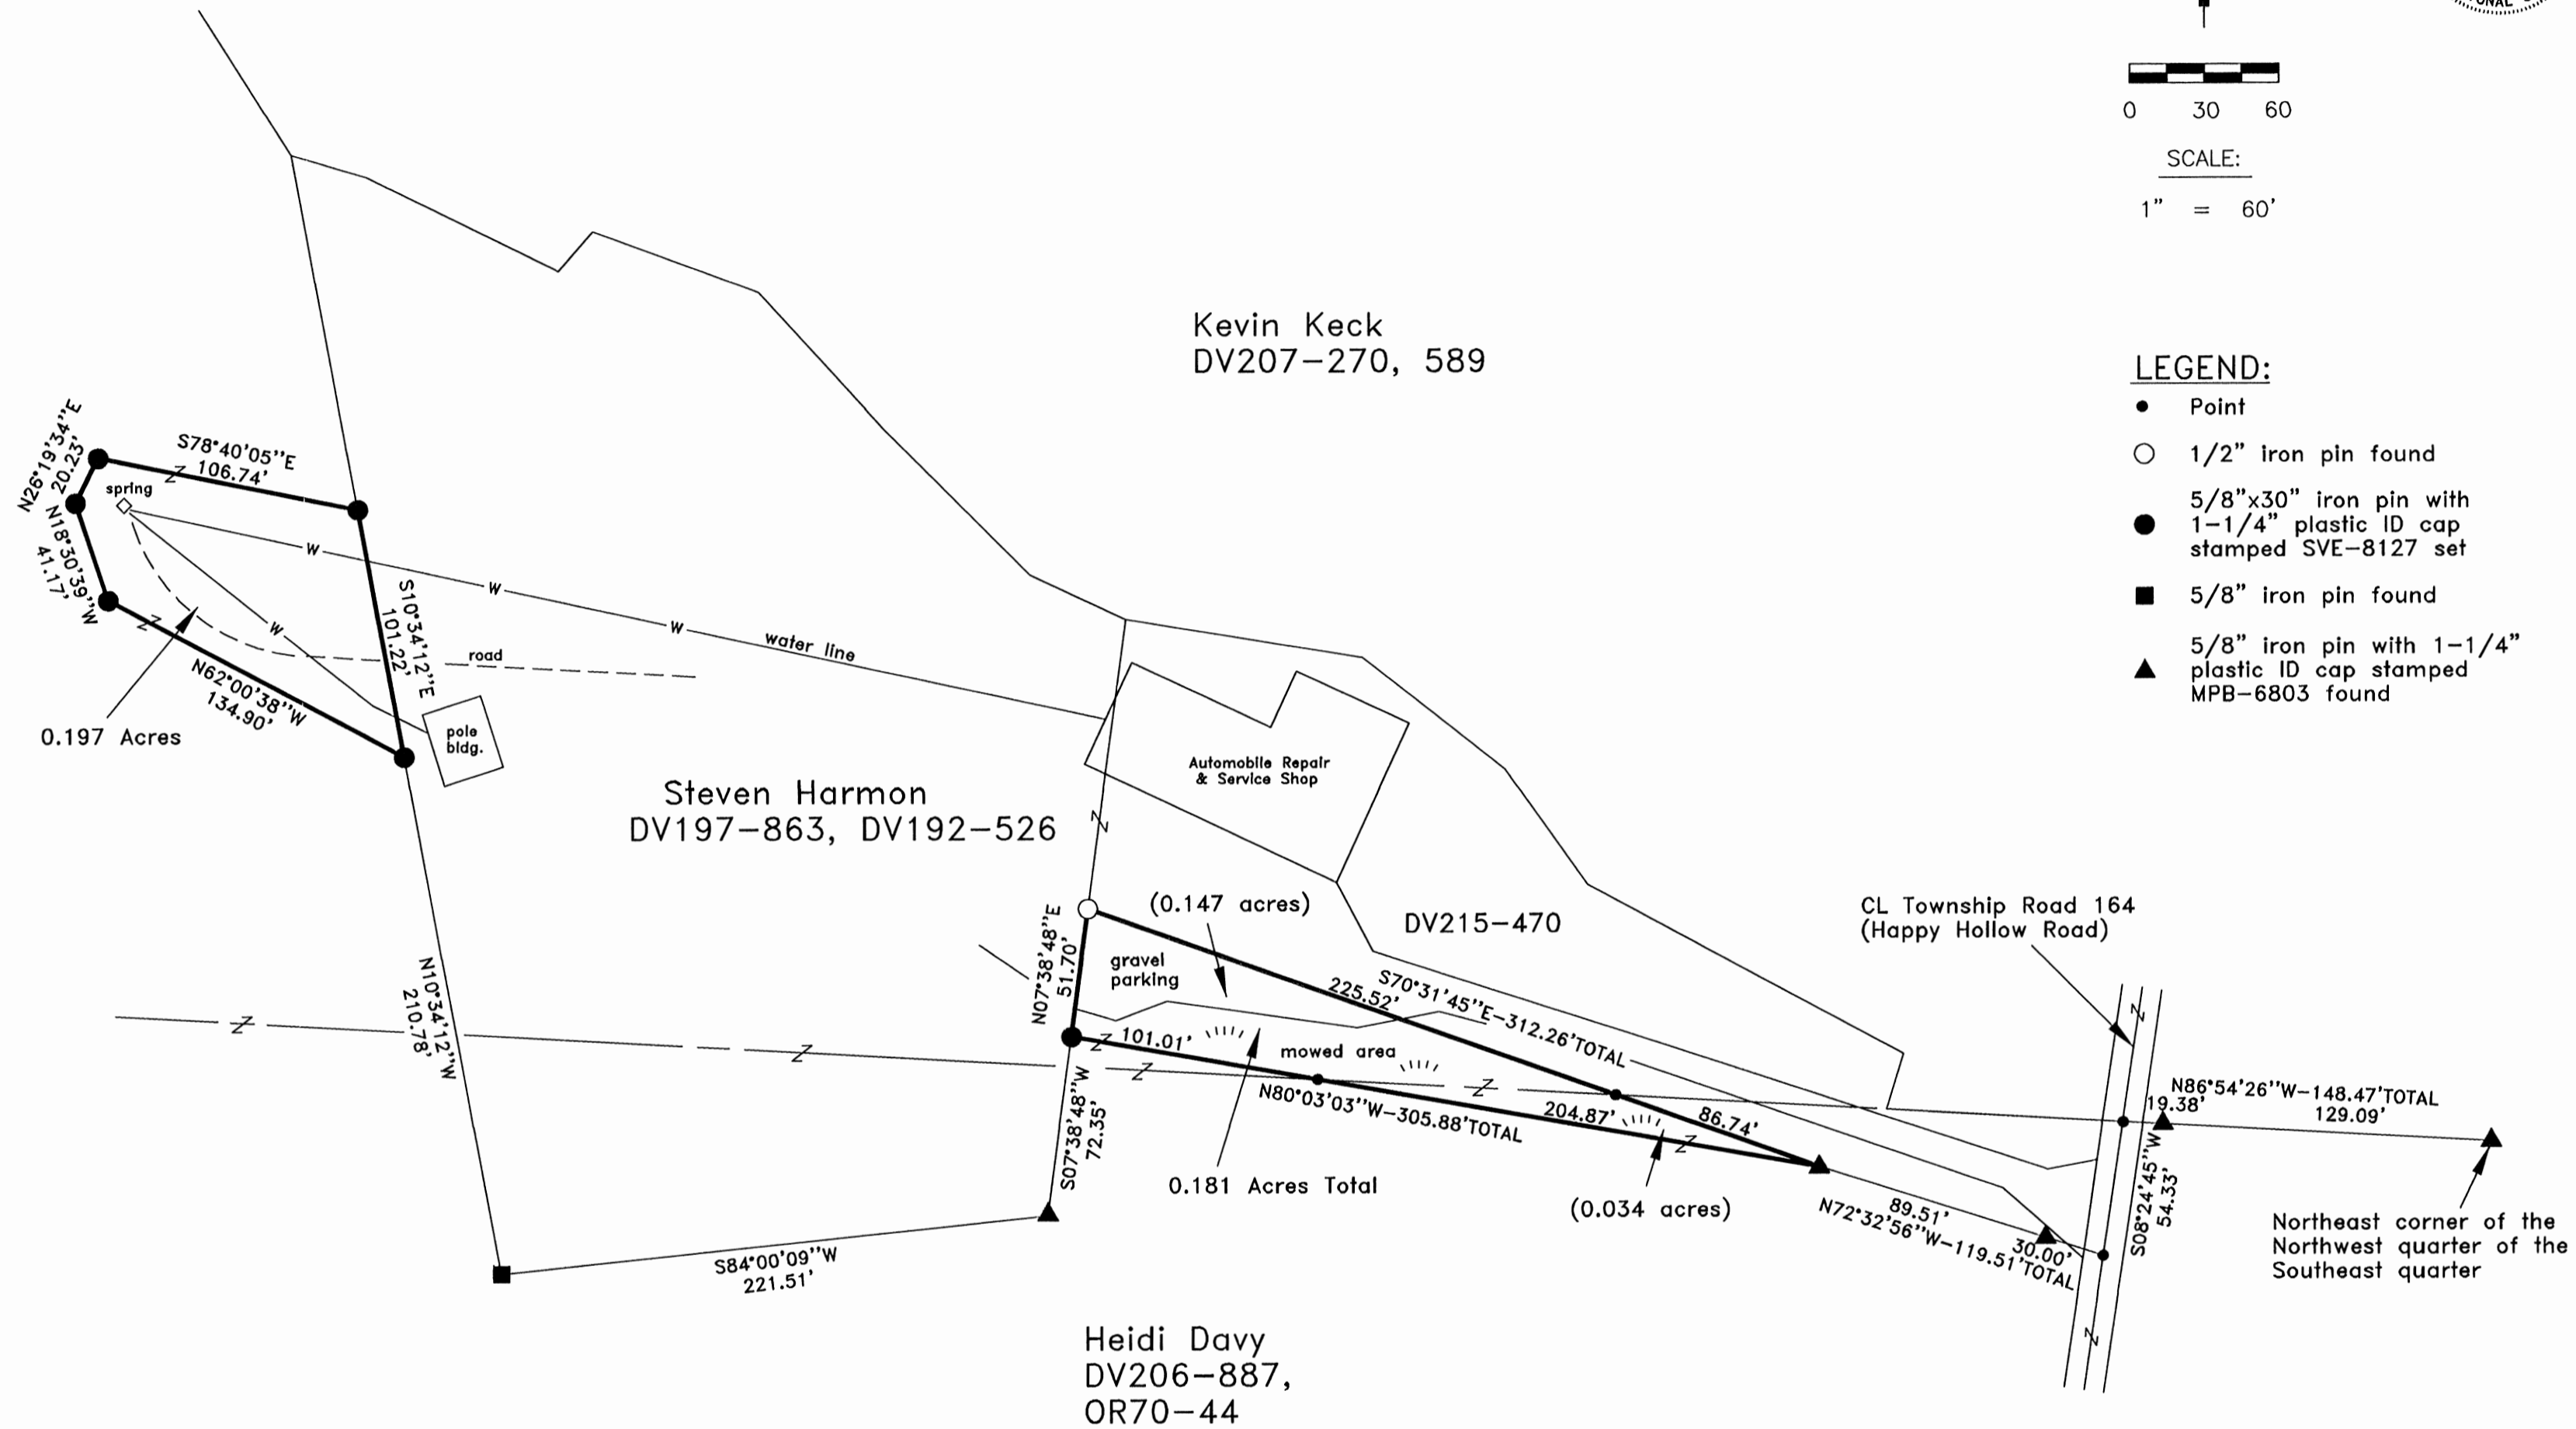 ONAL
0 30 60
SCALE:
1" = 60'
Kevin Keck
DV207-270, 589
LEGEND:
Point
1/2" iron pin found
5/8"x30" iron pin with
1-1/4" plastic ID cap
stamped SVE-8127 set
5/8" iron pin found
5/8" iron pin with 1-1/4"
plastic ID cap stamped
MPB-6803 found
N26°19'34"E
20.23'
S78°40'05"E
106.74'
spring
N18°30'39"W
41.17'
W
W
W
W
water line
road
S10°34'12"E
101.22'
N62°00'38"W
134.90'
0.197 Acres
pole
bldg.
Automobile Repair
& Service Shop
Steven Harmon
DV197-863, DV192-526
(0.147 acres)
DV215-470
CL Township Road 164
(Happy Hollow Road)
N07°38'48"E
51.70'
gravel
parking
S70°31'45"E-312.26'TOTAL
225.52'
N10°34'12"W
210.78'
101.01'
mowed area
N80°03'03"W-305.88'TOTAL
204.87'
86.74'
N86°54'26"W-148.47'TOTAL
19.38'
129.09'
S07°38'48"W
72.35'
0.181 Acres Total
(0.034 acres)
S08°24'45"W
54.33'
89.51'
N72°32'56"W-119.51'TOTAL
30.00'
Northeast corner of the
Northwest quarter of the
Southeast quarter
S84°00'09"W
221.51'
Heidi Davy
DV206-887,
OR70-44